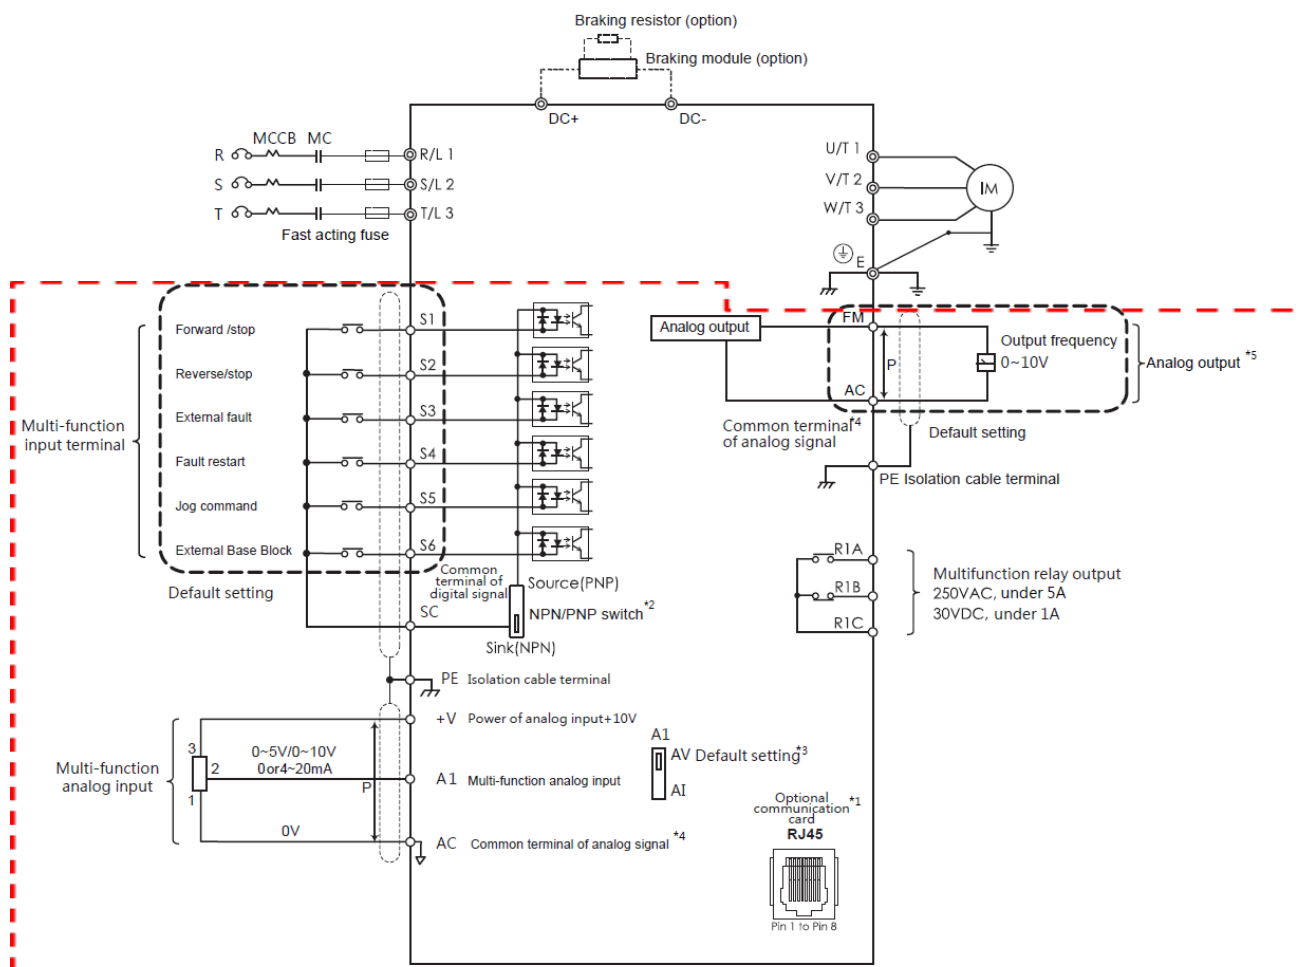 Braking resistor (option)
Braking module (option)
DC+
DC-
MCCB MC
R
R/L 1
S
S/L 2
T
T/L 3
Fast acting fuse
U/T 1
V/T 2
W/T 3
IM
E
Multi-function
input terminal
Forward /stop
S1
Reverse/stop
S2
External fault
S3
Fault restart
S4
Jog command
S5
External Base Block
S6
Default setting
Common
terminal of
digital signal
SC
Source(PNP)
NPN/PNP switch*2
Sink(NPN)
PE Isolation cable terminal
Analog output
FM
P
AC
Output frequency
0~10V
Analog output *5
Common terminal*4
of analog signal
Default setting
PE Isolation cable terminal
R1A
R1B
R1C
Multifunction relay output
250VAC, under 5A
30VDC, under 1A
Multi-function
analog input
3
2
1
0~5V/0~10V
0or4~20mA
P
0V
+V Power of analog input+10V
A1 Multi-function analog input
AC Common terminal of analog signal *4
A1
AV Default setting*3
AI
Optional
communication*1
card
RJ45
Pin 1 to Pin 8